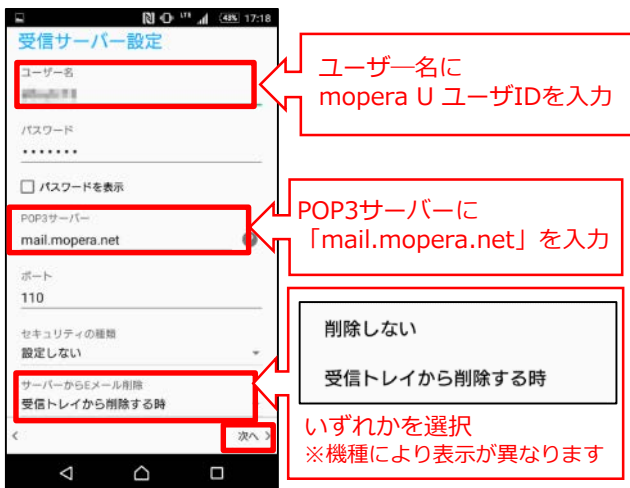 LTE 48% 17:18
受信サーバー設定
ユーザー名
パスワード
•••••••
パスワードを表示
POP3サーバー
mail.mopera.net
ポート
110
セキュリティの種類
設定しない
サーバーからEメール削除
受信トレイから削除する時
次へ
ユーザ―名に
mopera U ユーザIDを入力
POP3サーバーに
「mail.mopera.net」を入力
削除しない
受信トレイから削除する時
いずれかを選択
※機種により表示が異なります